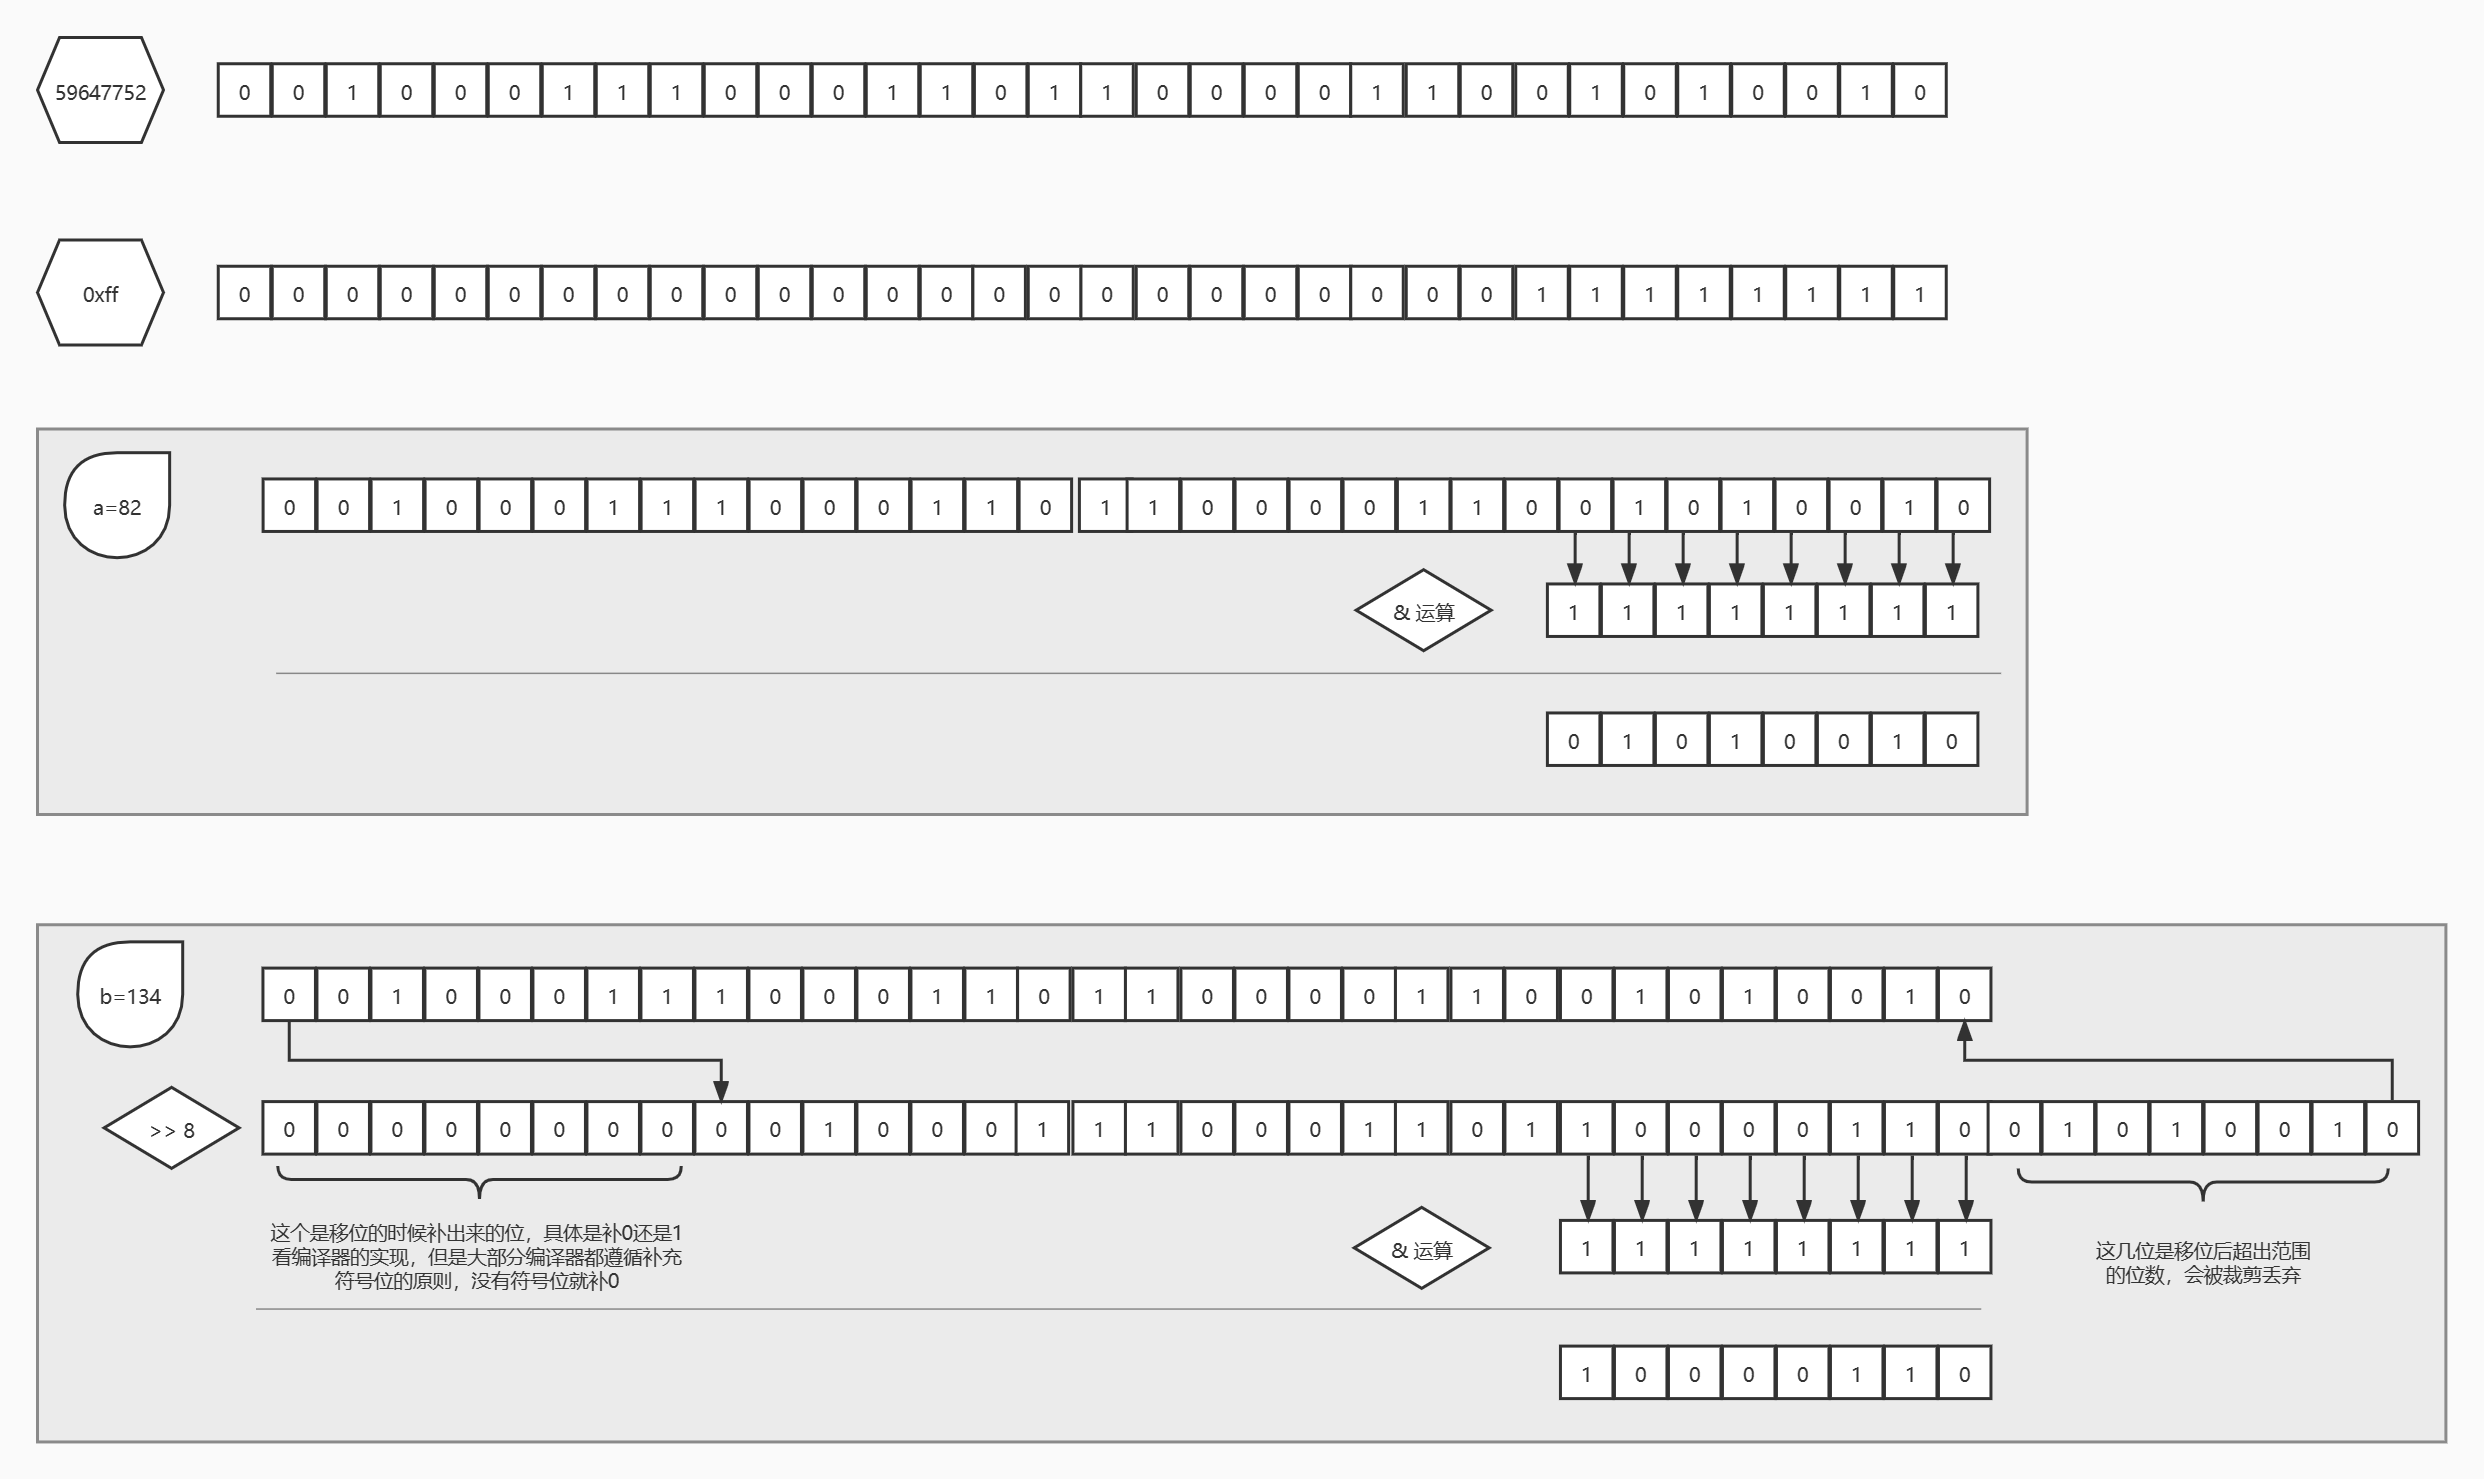 59647752 0 0 1 0 0 0 1 1 1 0 0 0 1 1 0 1 1 0 0 0 0 1 1 0 0 1 0 1 0 0 1 0
0xff 0 0 0 0 0 0 0 0 0 0 0 0 0 0 0 0 0 0 0 0 0 0 0 0 1 1 1 1 1 1 1 1
a=82 0 0 1 0 0 0 1 1 1 0 0 0 1 1 0 1 1 0 0 0 0 1 1 0 0 1 0 1 0 0 1 0
& 运算 1 1 1 1 1 1 1 1
0 1 0 1 0 0 1 0
b=134 0 0 1 0 0 0 1 1 1 0 0 0 1 1 0 1 1 0 0 0 0 1 1 0 0 1 0 1 0 0 1 0
>> 8 0 0 0 0 0 0 0 0 0 0 1 0 0 0 1 1 1 0 0 0 1 1 0 1 1 0 0 0 0 1 1 0 0 1 0 1 0 0 1 0
这个是移位的时候补出来的位，具体是补0还是1
看编译器的实现，但是大部分编译器都遵循补充
符号位的原则，没有符号位就补0
& 运算 1 1 1 1 1 1 1 1
这几位是移位后超出范围
的位数，会被裁剪丢弃
1 0 0 0 0 1 1 0